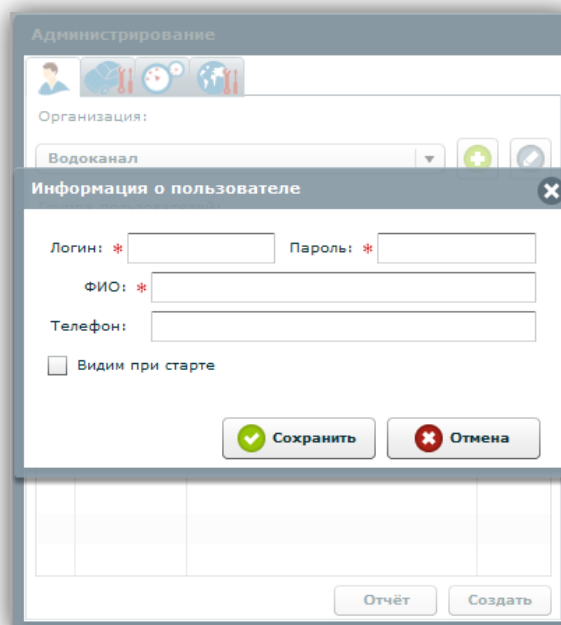 Администрирование
Организация:
Водоканал
Информация о пользователе
Логин: * Пароль: *
ФИО: *
Телефон:
Видим при старте
Сохранить Отмена
Отчёт Создать